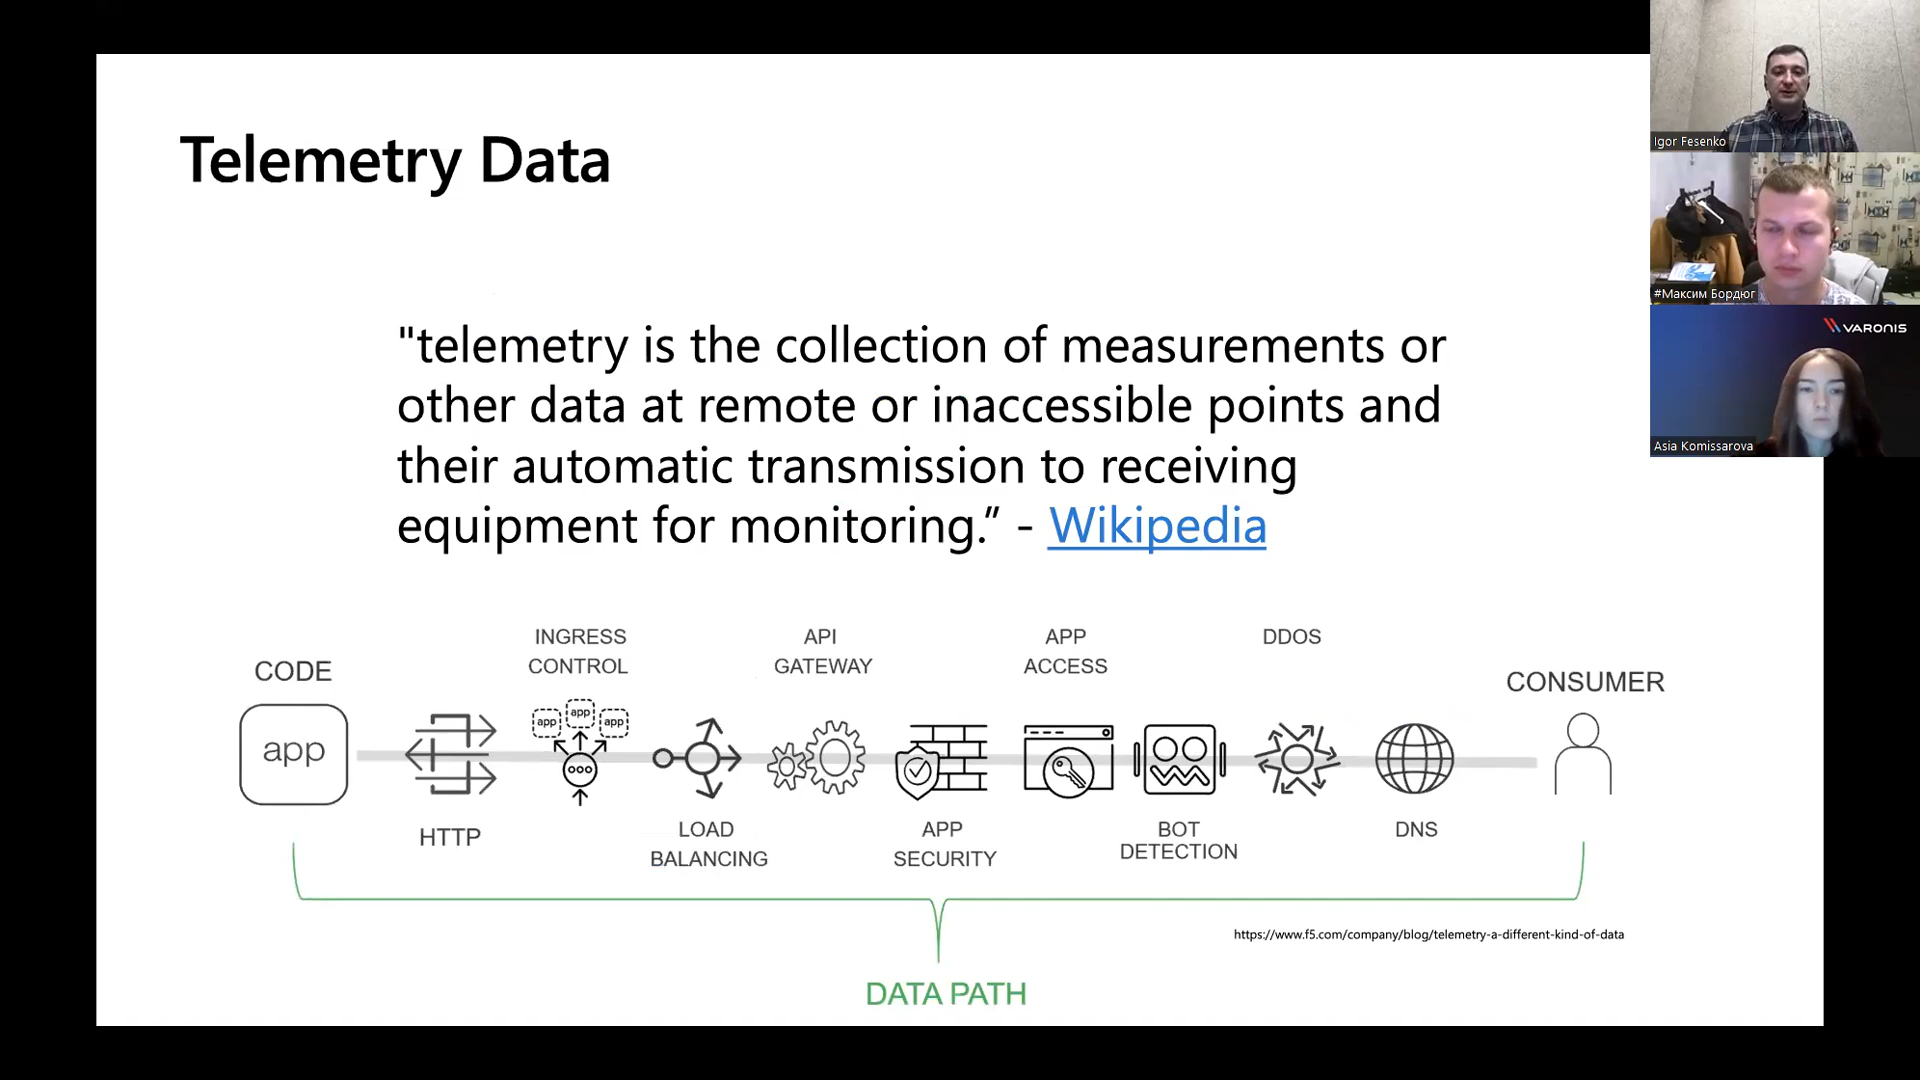 Telemetry Data
"telemetry is the collection of measurements or
other data at remote or inaccessible points and
their automatic transmission to receiving
equipment for monitoring.” - Wikipedia
CODE
app
HTTP
INGRESS
CONTROL
app
app
app
LOAD
BALANCING
API
GATEWAY
APP
SECURITY
APP
ACCESS
BOT
DETECTION
DDOS
DNS
CONSUMER
https://www.f5.com/company/blog/telemetry-a-different-kind-of-data
DATA PATH
Igor Fesenko
#Максим Бордюг
VARONIS
Asia Komissarova